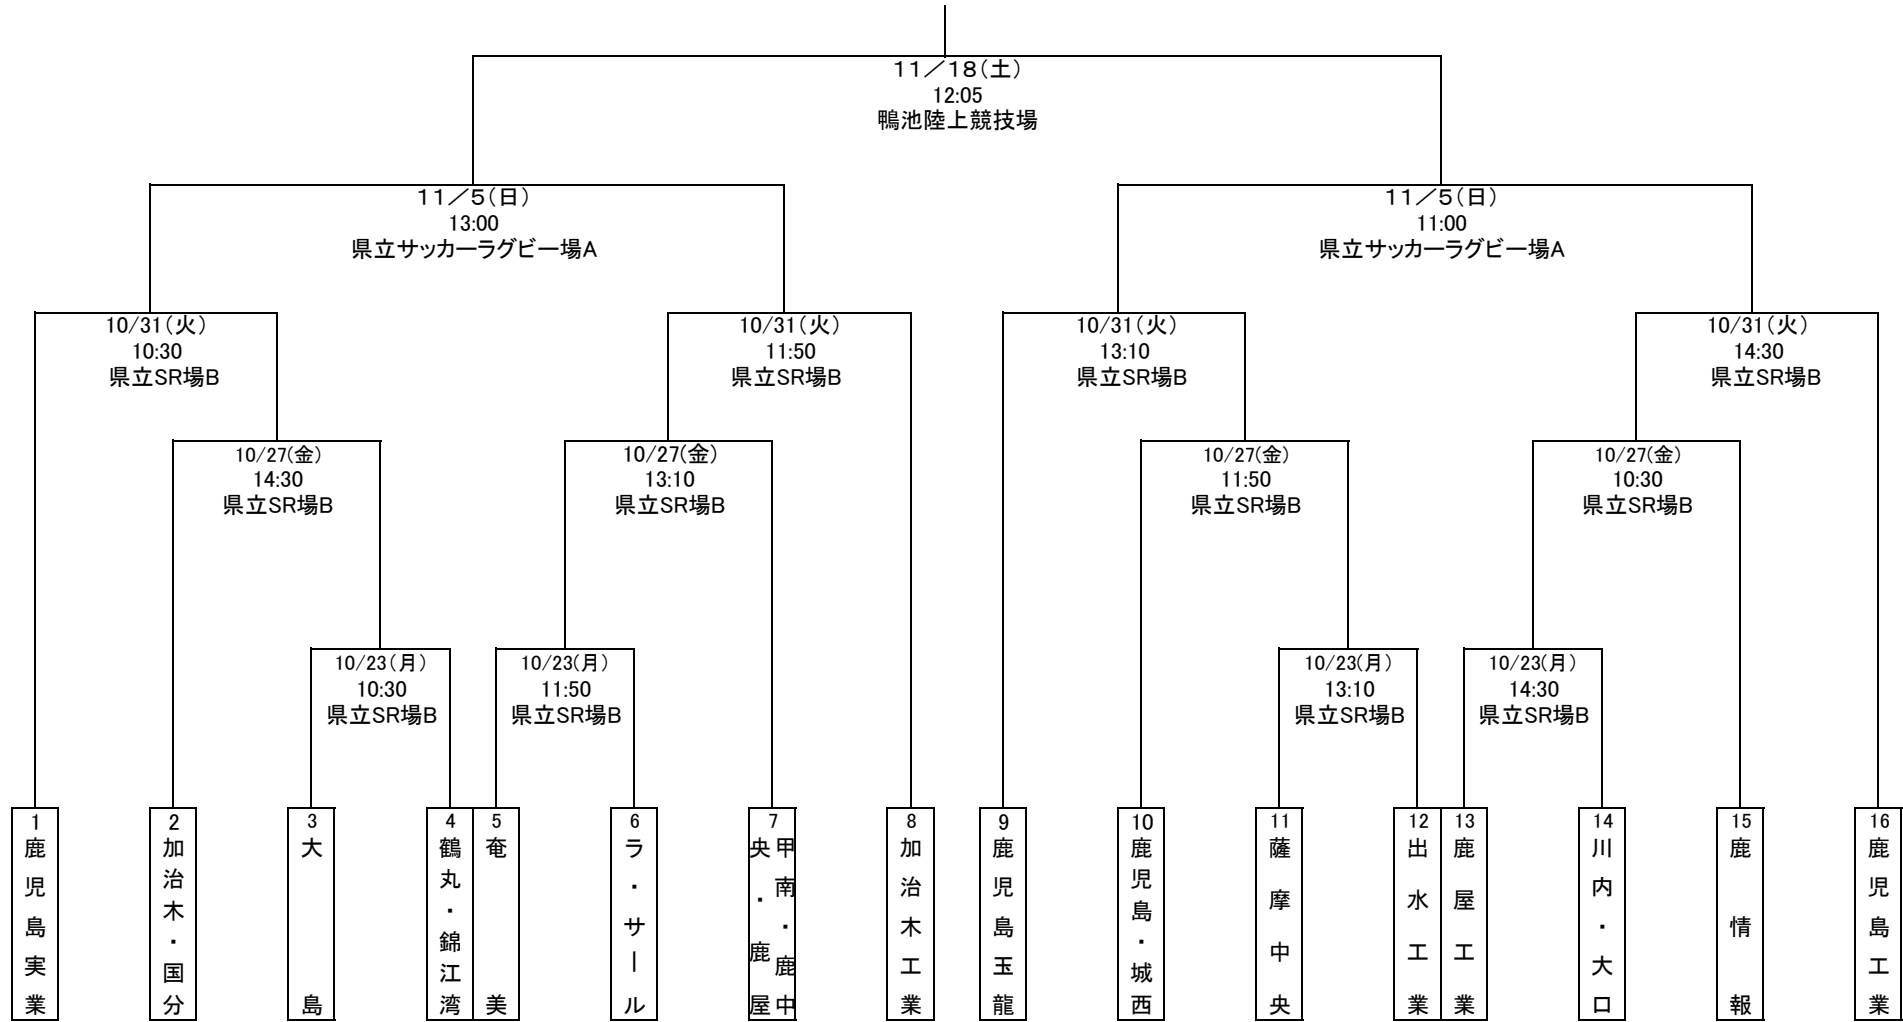 11／18（土）
12:05
鴨池陸上競技場
11／5（日）
13:00
県立サッカーラグビー場A
11／5（日）
11:00
県立サッカーラグビー場A
10/31（火）
10:30
県立SR場B
10/31（火）
11:50
県立SR場B
10/31（火）
13:10
県立SR場B
10/31（火）
14:30
県立SR場B
10/27(金)
14:30
県立SR場B
10/27(金)
13:10
県立SR場B
10/27(金)
11:50
県立SR場B
10/27(金)
10:30
県立SR場B
10/23（月）
10:30
県立SR場B
10/23(月)
11:50
県立SR場B
10/23(月)
13:10
県立SR場B
10/23(月)
14:30
県立SR場B
1
鹿児島実業
2
加治木・国分
3
大島
4
鶴丸・錦江湾
5
奄美
6
ラ・サール
7
甲南・鹿中
央・鹿屋
8
加治木工業
9
鹿児島玉龍
10
鹿児島・城西
11
薩摩中央
12
出水工業
13
鹿屋工業
14
川内・大口
15
鹿情報
16
鹿児島工業